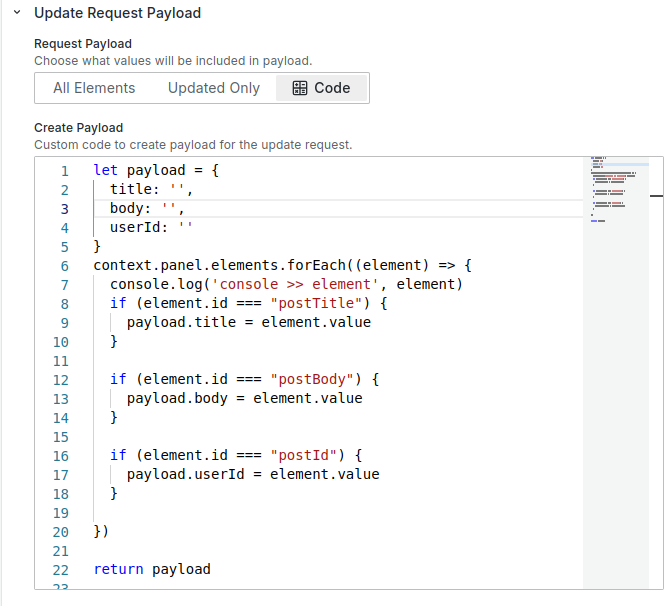 Update Request Payload
Request Payload
Choose what values will be included in payload.
All Elements Updated Only Code
Create Payload
Custom code to create payload for the update request.
1 let payload = {
2   title: '',
3   body: '',
4   userId: ''
5 }
6 context.panel.elements.forEach((element) => {
7   console.log('console >> element', element)
8   if (element.id === "postTitle") {
9     payload.title = element.value
10   }
11
12   if (element.id === "postBody") {
13     payload.body = element.value
14   }
15
16   if (element.id === "postId") {
17     payload.userId = element.value
18   }
19
20 })
21
22 return payload
23